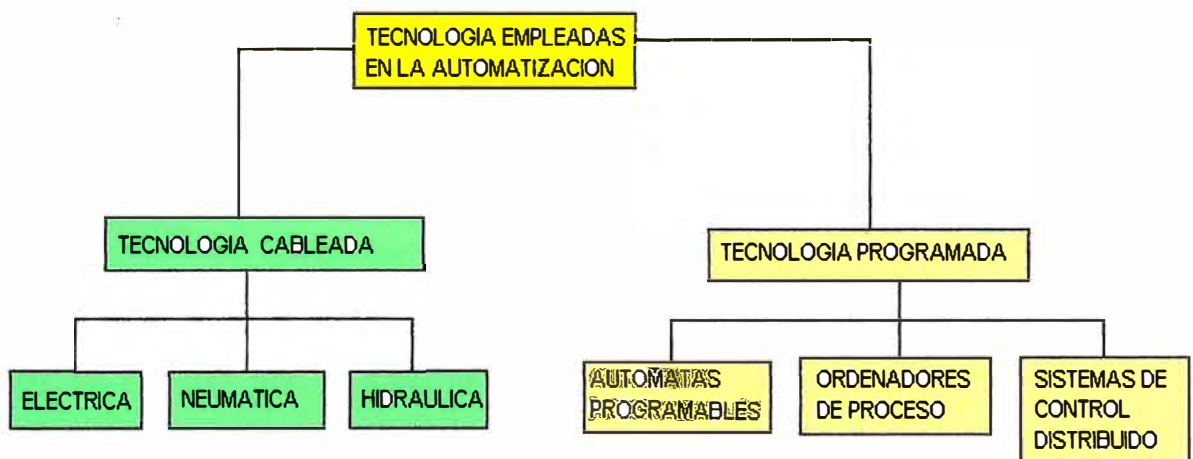 TECNOLOGIA EMPLEADAS
EN LA AUTOMATIZACION
TECNOLOGIA CABLEADA
TECNOLOGIA PROGRAMADA
ELECTRICA
NEUMATICA
HIDRAULICA
AUTOMATAS
PROGRAMABLES
ORDENADORES
DE PROCESO
SISTEMAS DE
CONTROL
DISTRIBUIDO